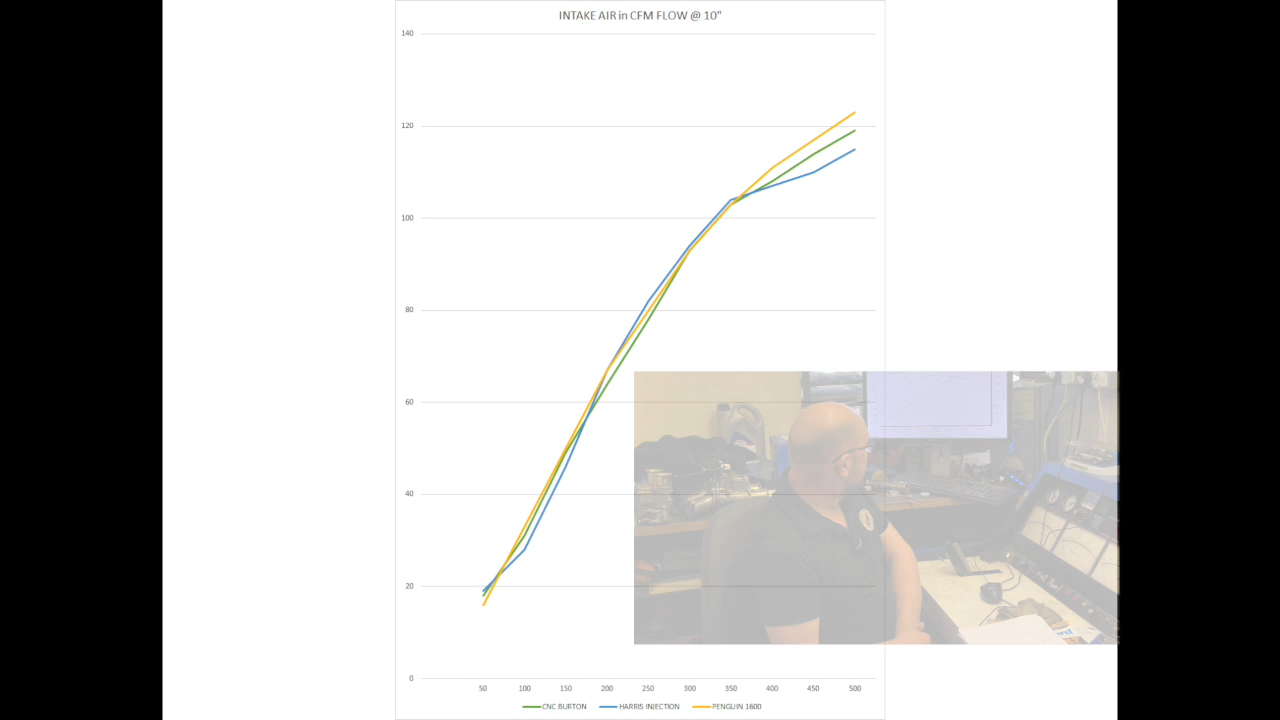 INTAKE AIR in CFM FLOW @ 10"
140
120
100
80
60
40
20
0
50 100 150 200 250 300 350 400 450 500
CNC BURTON HARRIS INJECTION PENGUIN 1600